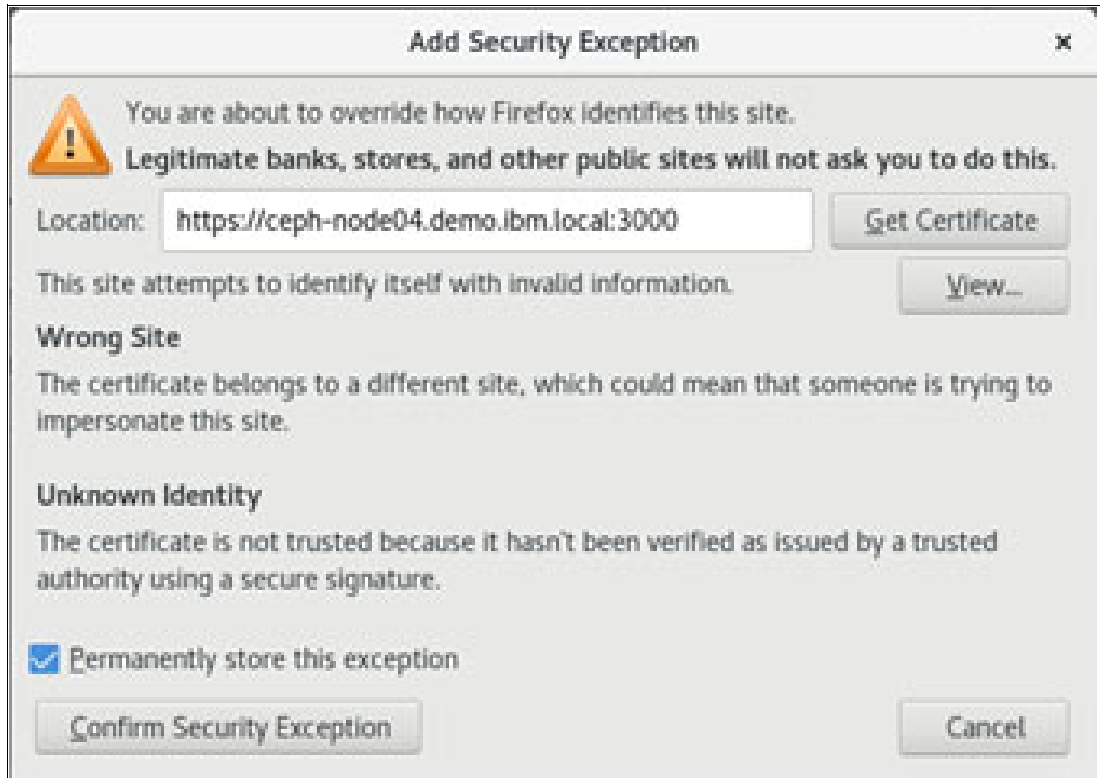 Add Security Exception
You are about to override how Firefox identifies this site.
Legitimate banks, stores, and other public sites will not ask you to do this.
Location: https://ceph-node04.demo.ibm.local:3000 Get Certificate
This site attempts to identify itself with invalid information. View...
Wrong Site
The certificate belongs to a different site, which could mean that someone is trying to
impersonate this site.
Unknown Identity
The certificate is not trusted because it hasn't been verified as issued by a trusted
authority using a secure signature.
Permanently store this exception
Confirm Security Exception Cancel